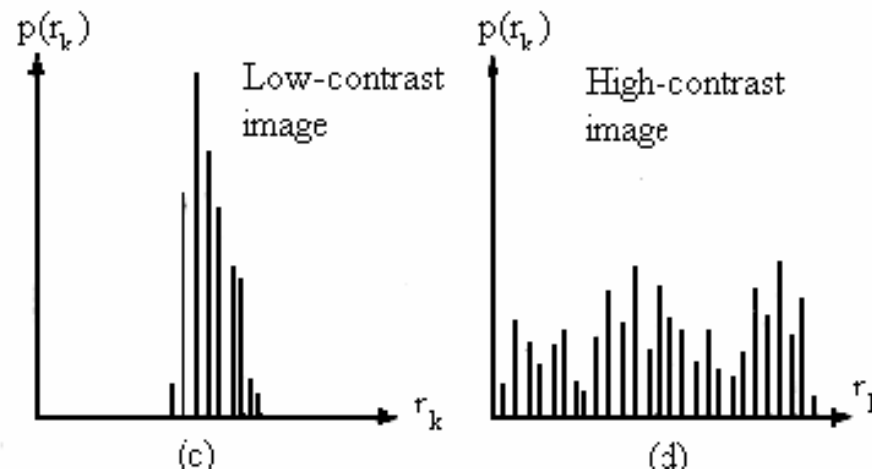 p(r_k)
Low-contrast
image
r_k
(c)
p(r_k)
High-contrast
image
(d)